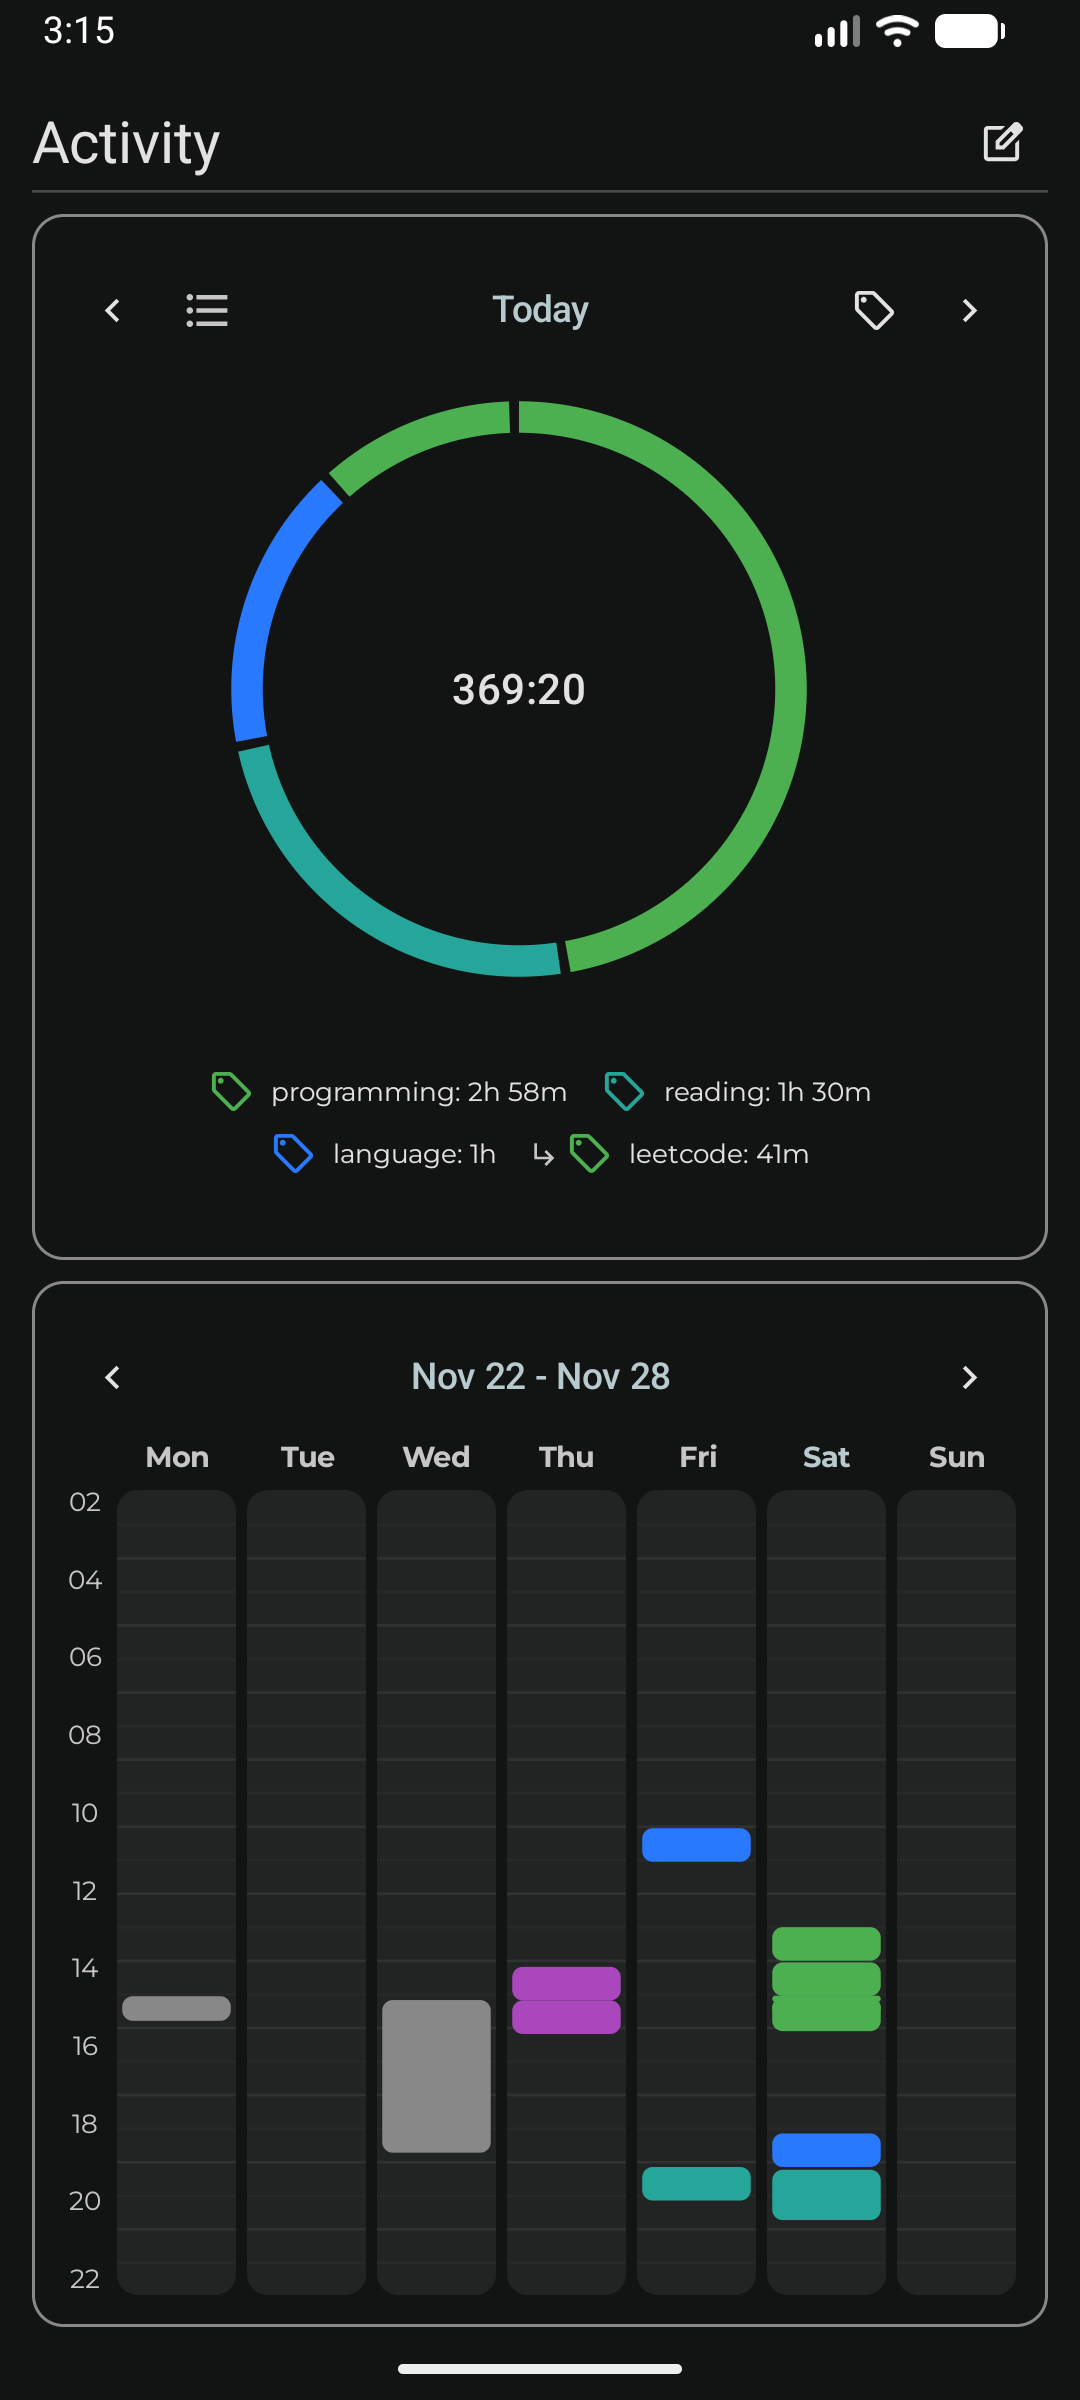 3:15
Activity
Today
369:20
programming: 2h 58m reading: 1h 30m
language: 1h ↳ leetcode: 41m
Nov 22 - Nov 28
Mon Tue Wed Thu Fri Sat Sun
02
04
06
08
10
12
14
16
18
20
22